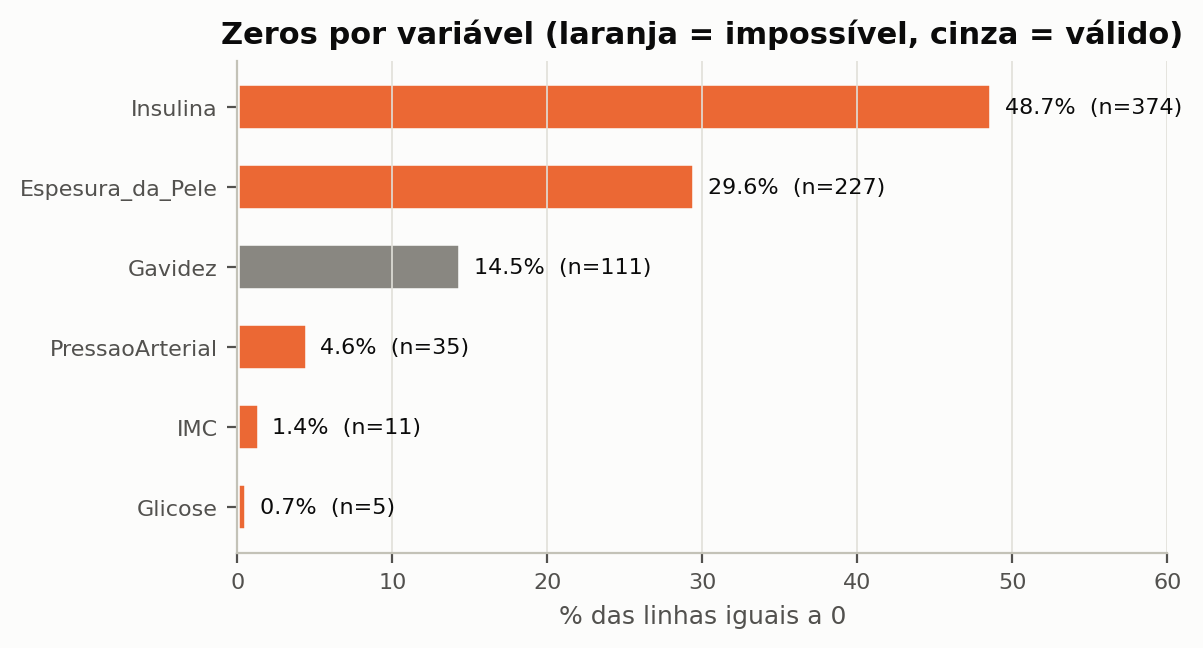 Zeros por variável (laranja = impossível, cinza = válido)
Insulina 48.7% (n=374)
Espesura_da_Pele 29.6% (n=227)
Gavidez 14.5% (n=111)
PressaoArterial 4.6% (n=35)
IMC 1.4% (n=11)
Glicose 0.7% (n=5)
0 10 20 30 40 50 60
% das linhas iguais a 0